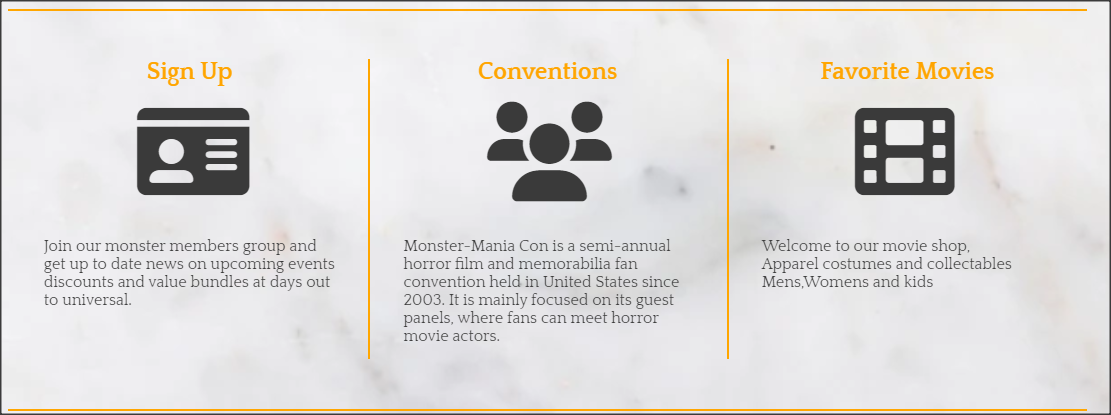 Sign Up
Join our monster members group and
get up to date news on upcoming events
discounts and value bundles at days out
to universal.
Conventions
Monster-Mania Con is a semi-annual
horror film and memorabilia fan
convention held in United States since
2003. It is mainly focused on its guest
panels, where fans can meet horror
movie actors.
Favorite Movies
Welcome to our movie shop,
Apparel costumes and collectables
Mens,Womens and kids